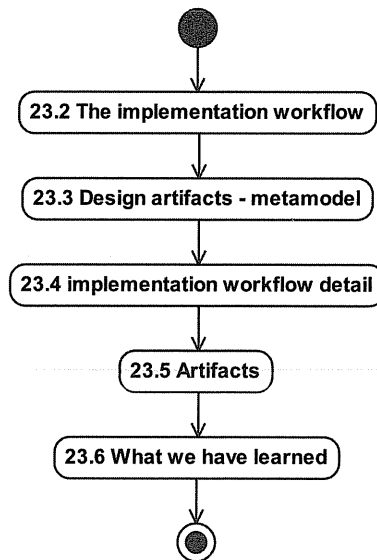 23.2 The implementation workflow
23.3 Design artifacts - metamodel
23.4 implementation workflow detail
23.5 Artifacts
23.6 What we have learned